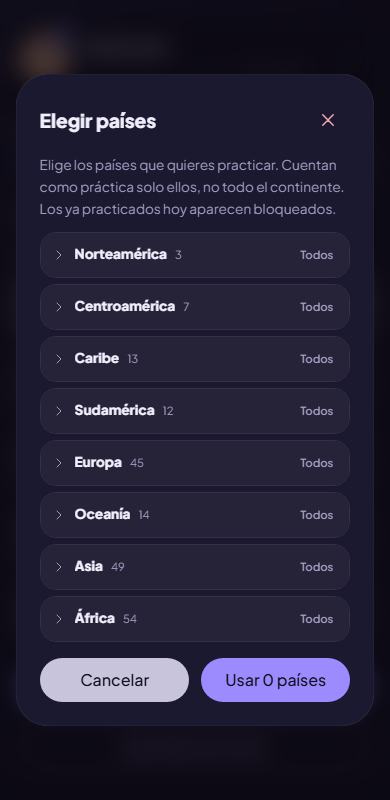 Elegir países
Elige los países que quieres practicar. Cuentan
como práctica solo ellos, no todo el continente.
Los ya practicados hoy aparecen bloqueados.
Norteamérica 3 Todos
Centroamérica 7 Todos
Caribe 13 Todos
Sudamérica 12 Todos
Europa 45 Todos
Oceanía 14 Todos
Asia 49 Todos
África 54 Todos
Cancelar Usar 0 países